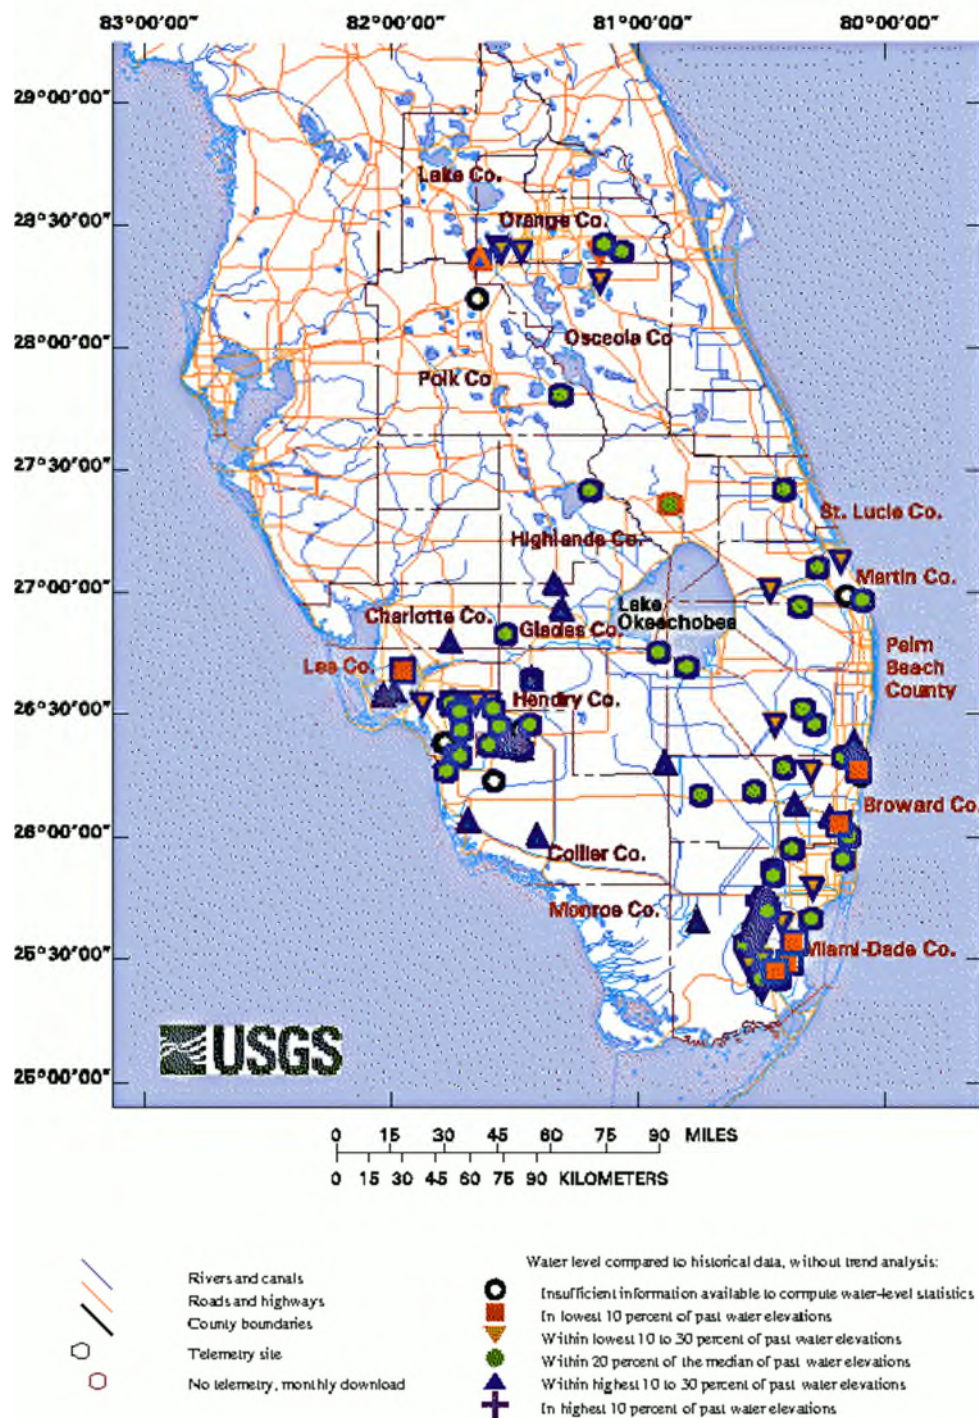 83°00'00" 82°00'00" 81°00'00" 80°00'00"
29°00'00"
Lake Co.
28°30'00"
Orange Co.
28°00'00"
Osceola Co
Polk Co
27°30'00"
St. Lucie Co.
Highlands Co.
27°00'00"
Martin Co.
Lake
Okeechobee
Charlotte Co.
Glades Co.
Palm
Beach
County
Lee Co.
26°30'00"
Hendry Co.
Broward Co.
26°00'00"
Collier Co.
Monroe Co.
25°30'00"
Miami-Dade Co.
USGS
25°00'00"
0 15 30 45 60 75 90 MILES
0 15 30 45 60 75 90 KILOMETERS
Water level compared to historical data, without trend analysis:
Rivers and canals
Insufficient information available to compute water-level statistics
Roads and highways
In lowest 10 percent of past water elevations
County boundaries
Within lowest 10 to 30 percent of past water elevations
Telemetry site
Within 20 percent of the median of past water elevations
No telemetry, monthly download
Within highest 10 to 30 percent of past water elevations
In highest 10 percent of past water elevations